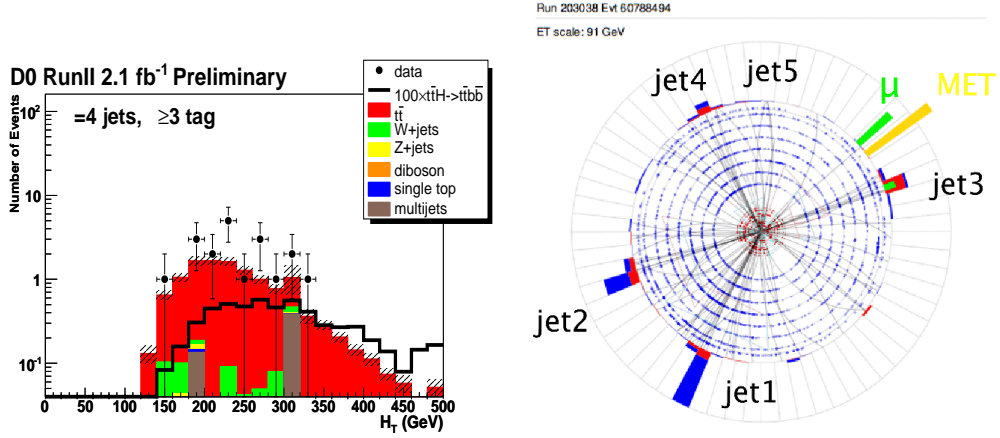 D0 RunII 2.1 fb⁻¹ Preliminary
=4 jets, ≥3 tag
data
100×tt̄H->tt̄bb̄
tt̄
W+jets
Z+jets
diboson
single top
multijets
Number of Events
10²
10
1
10⁻¹
0 50 100 150 200 250 300 350 400 450 500
H_T (GeV)
Run 203038 Evt 60788494
ET scale: 91 GeV
jet4
jet5
μ
MET
jet3
jet2
jet1